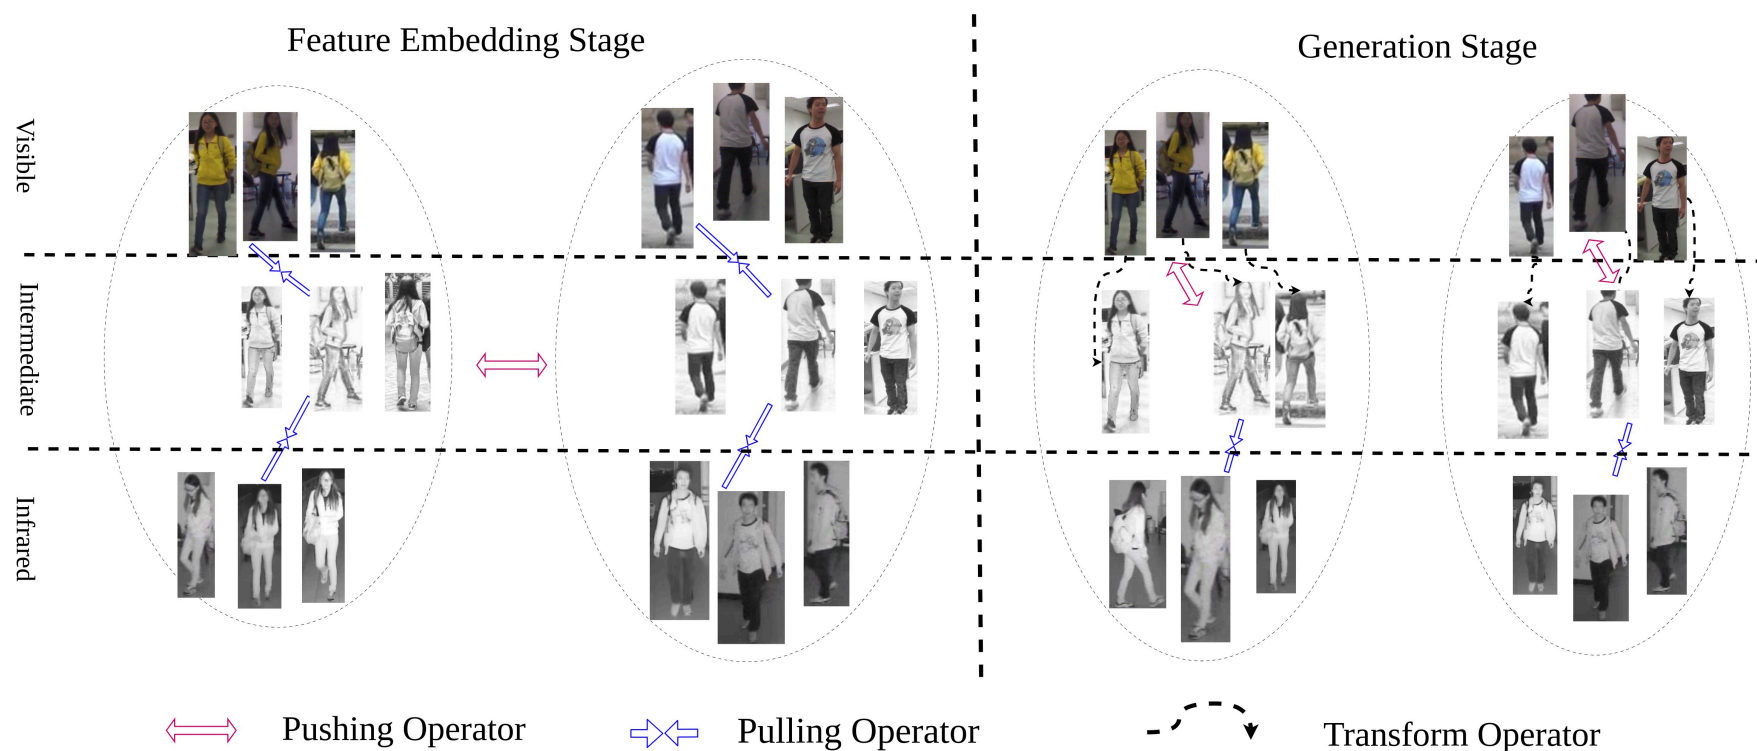 Feature Embedding Stage
Generation Stage
Visible
Intermediate
Infrared
Pushing Operator
Pulling Operator
Transform Operator